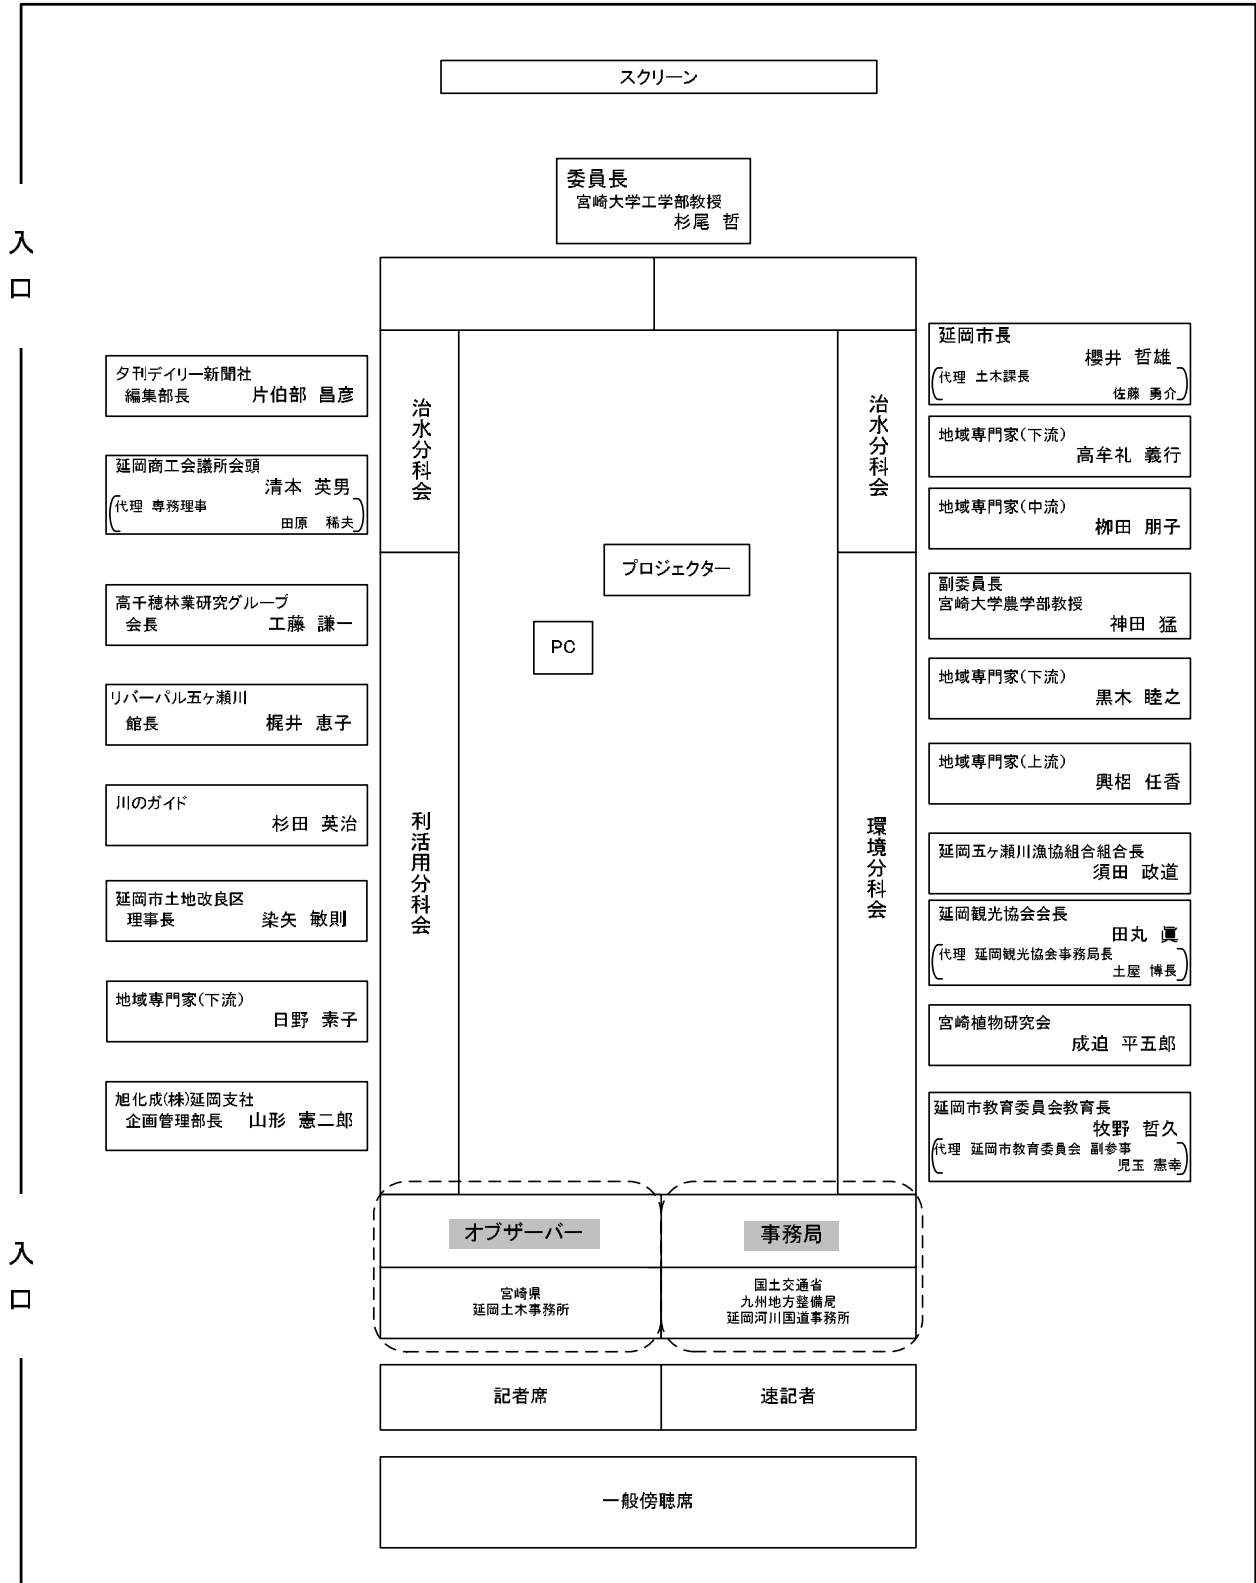 スクリーン
委員長
宮崎大学工学部教授
杉尾 哲
入口
夕刊デイリー新聞社
編集部長 片伯部 昌彦
延岡商工会議所会頭
清本 英男
(代理 専務理事
田原 稀夫)
高千穂林業研究グループ
会長 工藤 謙一
リバーパル五ヶ瀬川
館長 梶井 恵子
川のガイド
杉田 英治
延岡市土地改良区
理事長 染矢 敏則
地域専門家(下流)
日野 素子
旭化成(株)延岡支社
企画管理部長 山形 憲二郎
治水分科会
利活用分科会
プロジェクター
PC
治水分科会
環境分科会
延岡市長
櫻井 哲雄
(代理 土木課長
佐藤 勇介)
地域専門家(下流)
高牟礼 義行
地域専門家(中流)
栁田 朋子
副委員長
宮崎大学農学部教授
神田 猛
地域専門家(下流)
黒木 睦之
地域専門家(上流)
興梠 任香
延岡五ヶ瀬川漁協組合組合長
須田 政道
延岡観光協会会長
田丸 眞
(代理 延岡観光協会事務局長
土屋 博長)
宮崎植物研究会
成迫 平五郎
延岡市教育委員会教育長
牧野 哲久
(代理 延岡市教育委員会 副参事
児玉 憲幸)
入口
オブザーバー
宮崎県
延岡土木事務所
事務局
国土交通省
九州地方整備局
延岡河川国道事務所
記者席
速記者
一般傍聴席